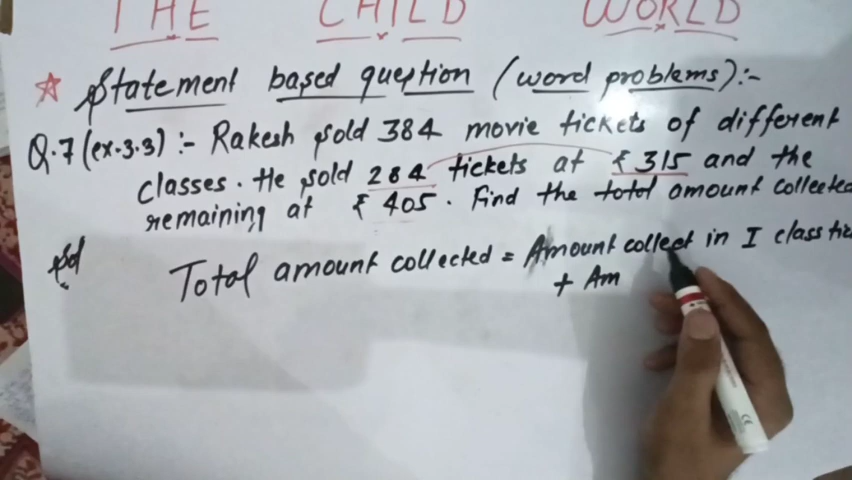 THE CHILD WORLD
Statement based question (word problems):-
Q.7 (ex.3.3) :- Rakesh sold 384 movie tickets of different
classes. He sold 284 tickets at ₹315 and the
remaining at ₹ 405. Find the total amount collected
Sol
Total amount collected = Amount collect in I class
+ Am